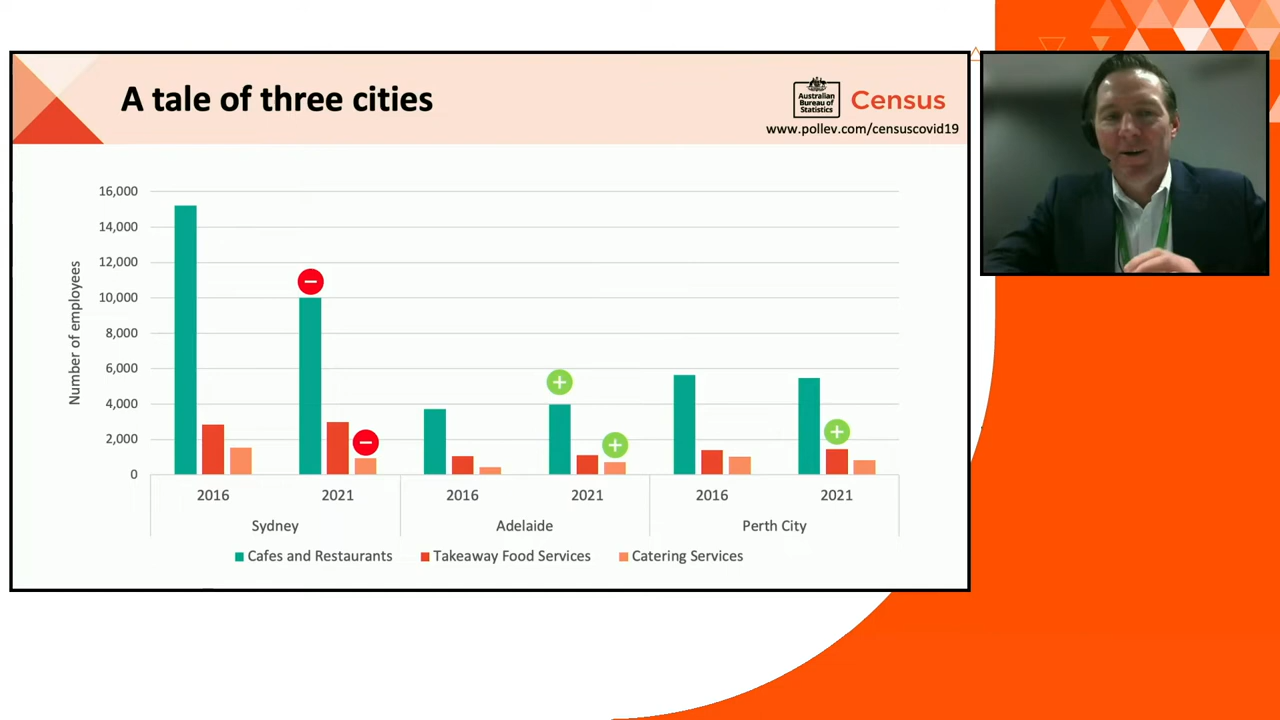 A tale of three cities
Australian
Bureau of
Statistics
Census
www.pollev.com/censuscovid19
Number of employees
16,000
14,000
12,000
10,000
8,000
6,000
4,000
2,000
0
2016
2021
2016
2021
2016
2021
Sydney
Adelaide
Perth City
Cafes and Restaurants
Takeaway Food Services
Catering Services